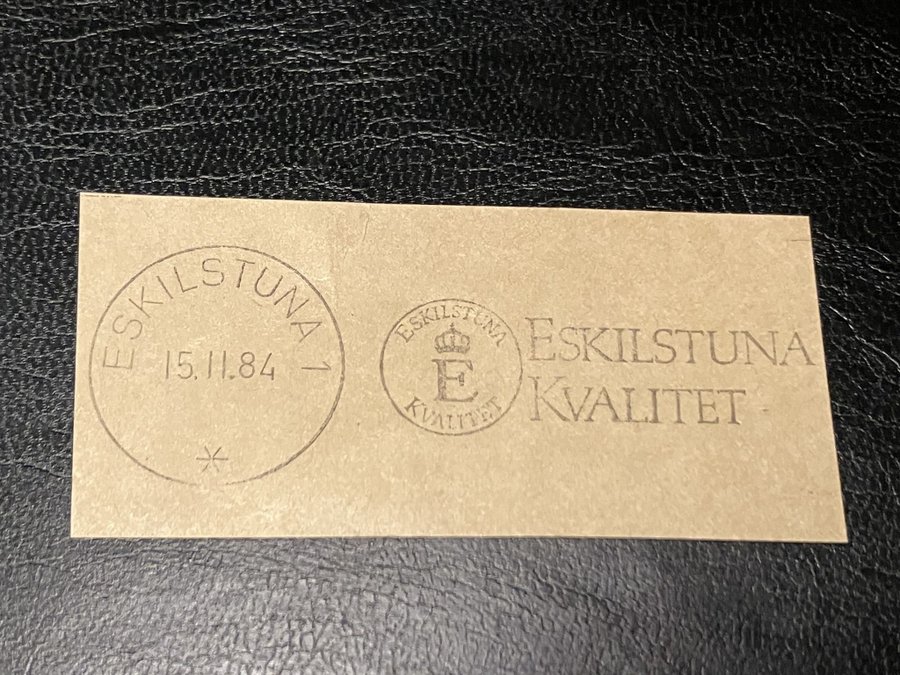 ESKILSTUNA 1
15.11.84
ESKILSTUNA
E
KVALITET
ESKILSTUNA
KVALITET